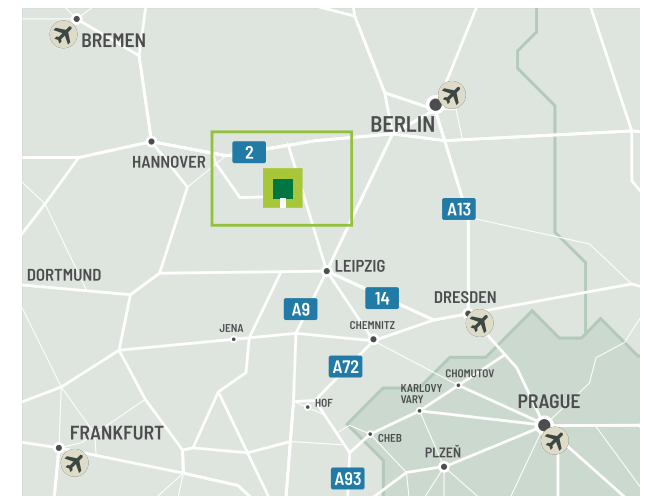 BREMEN
BERLIN
2
HANNOVER
A13
LEIPZIG
DORTMUND
14
DRESDEN
A9
CHEMNITZ
JENA
A72
CHOMUTOV
KARLOVY
VARY
PRAGUE
HOF
FRANKFURT
CHEB
PLZEŇ
A93